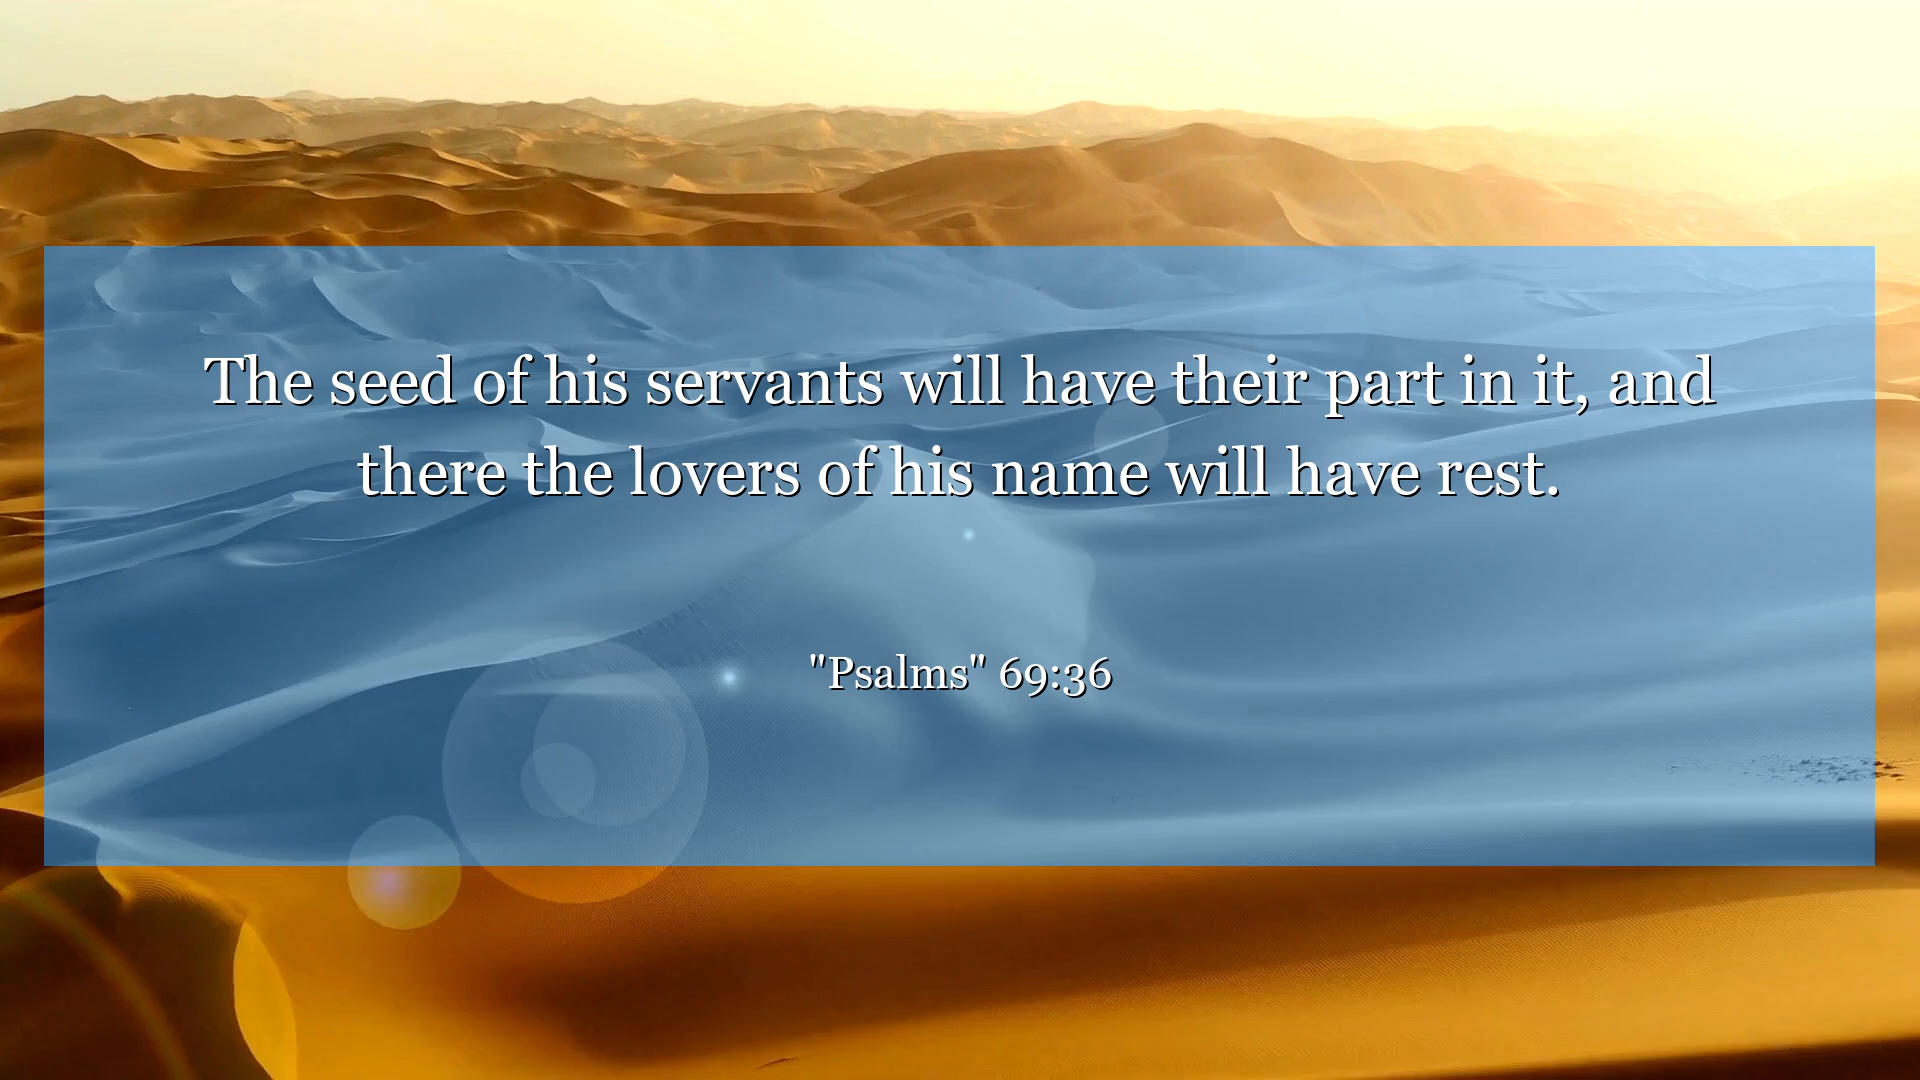 The seed of his servants will have their part in it, and
there the lovers of his name will have rest.
"Psalms" 69:36